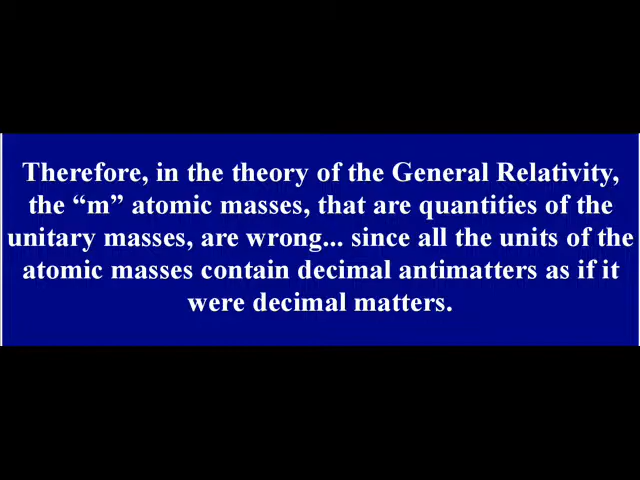 Therefore, in the theory of the General Relativity,
the “m” atomic masses, that are quantities of the
unitary masses, are wrong... since all the units of the
atomic masses contain decimal antimatters as if it
were decimal matters.